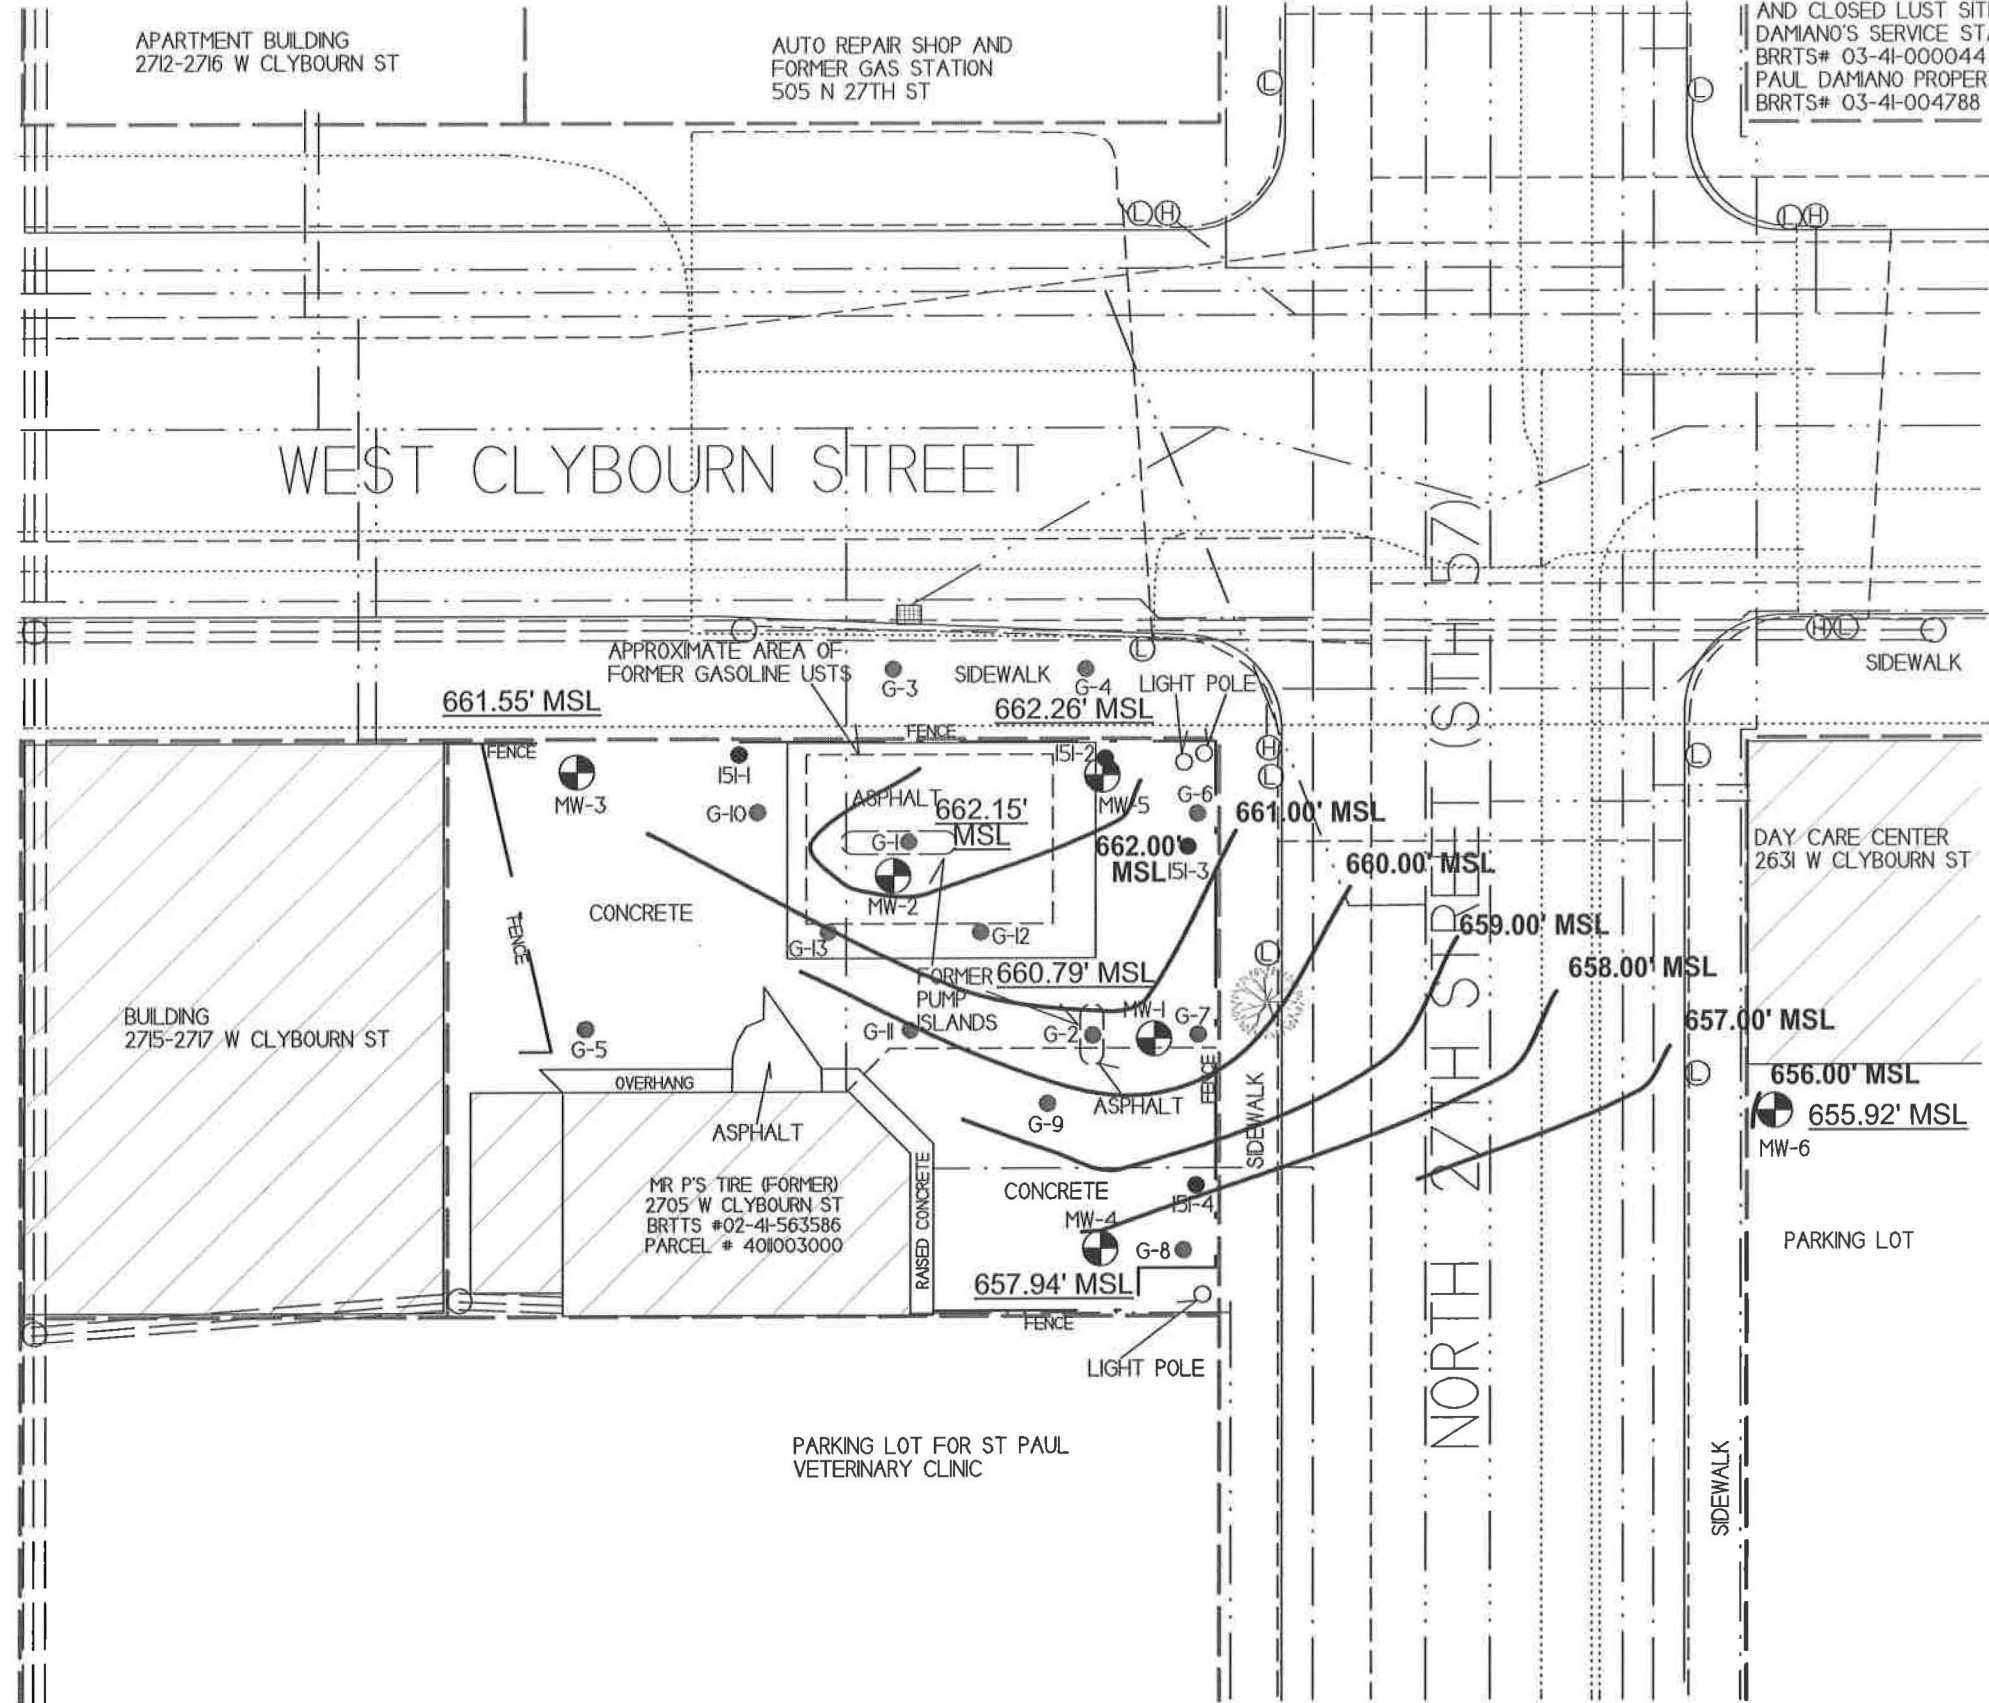 APARTMENT BUILDING
2712-2716 W CLYBOURN ST
AUTO REPAIR SHOP AND
FORMER GAS STATION
505 N 27TH ST
AND CLOSED LUST
DAMIANO'S SERVICE
BRRTS# 03-41-000044
PAUL DAMIANO
BRRTS# 03-41-004788
L
L
L H
L H
WEST CLYBOURN STREET
NORTH 27TH STREET (STH 57)
APPROXIMATE AREA OF
FORMER GASOLINE USTS
G-3
SIDEWALK
G-4
L
LIGHT POLE
H L
SIDEWALK
661.55' MSL
662.26' MSL
FENCE
FENCE
MW-3
151-1
151-2
MW-5
H
L
L
G-10
ASPHALT
662.15'
MSL
G-6
661.00' MSL
G-1
662.00'
MSL
151-3
660.00' MSL
DAY CARE CENTER
2631 W CLYBOURN ST
MW-2
CONCRETE
FENCE
G-13
G-12
659.00' MSL
L
658.00' MSL
FORMER
PUMP
ISLANDS
660.79' MSL
MW-1
G-7
G-2
G-11
657.00' MSL
BUILDING
2715-2717 W CLYBOURN ST
G-5
OVERHANG
FENCE
L
656.00' MSL
655.92' MSL
MW-6
ASPHALT
G-9
ASPHALT
SIDEWALK
MR P'S TIRE (FORMER)
2705 W CLYBOURN ST
BRTTS #02-41-563586
PARCEL # 4011003000
RAISED CONCRETE
CONCRETE
151-4
MW-4
G-8
657.94' MSL
PARKING LOT
FENCE
LIGHT POLE
PARKING LOT FOR ST PAUL
VETERINARY CLINIC
SIDEWALK